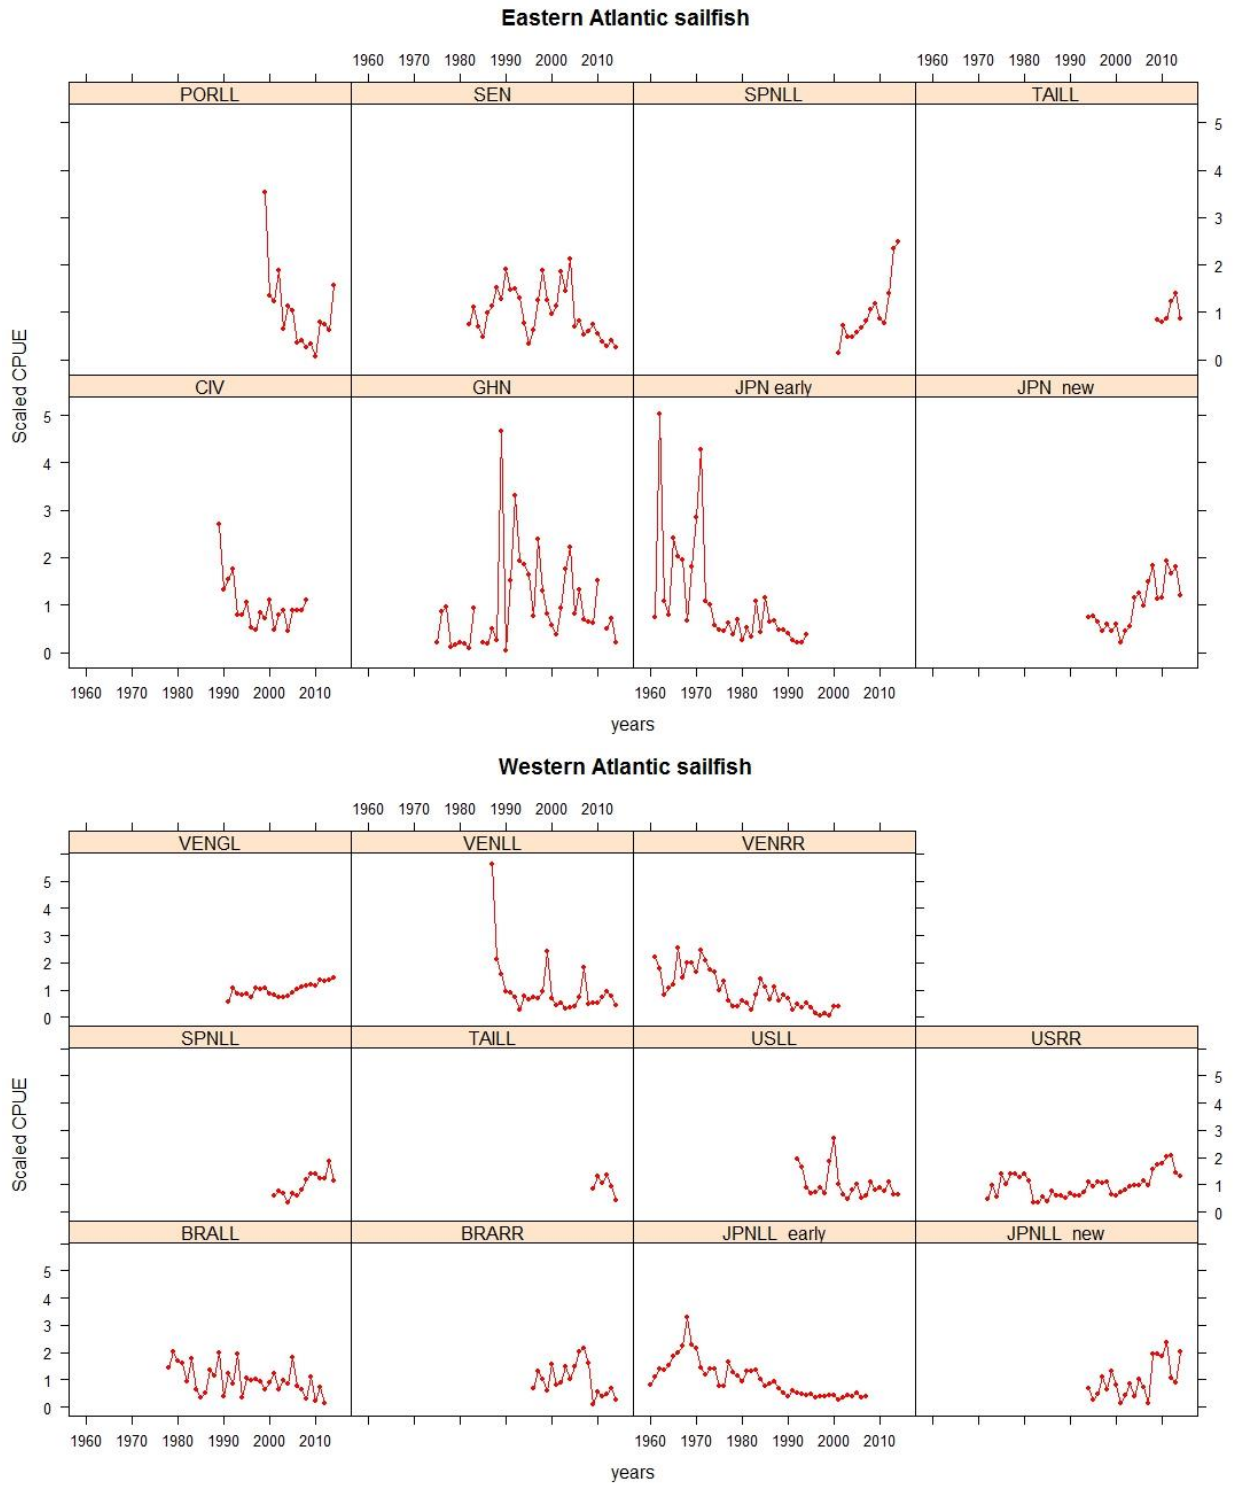 Eastern Atlantic sailfish
1960 1970 1980 1990 2000 2010 1960 1970 1980 1990 2000 2010
PORLL SEN SPNLL TAILL
5
4
3
2
1
0
CIV GHN JPN early JPN new
5
4
3
2
1
0
Scaled CPUE
1960 1970 1980 1990 2000 2010 1960 1970 1980 1990 2000 2010
years
Western Atlantic sailfish
1960 1970 1980 1990 2000 2010
VENGL VENLL VENRR
5
4
3
2
1
0
SPNLL TAILL USLL USRR
5
4
3
2
1
0
Scaled CPUE
BRALL BRARR JPNLL early JPNLL new
5
4
3
2
1
0
1960 1970 1980 1990 2000 2010 1960 1970 1980 1990 2000 2010
years